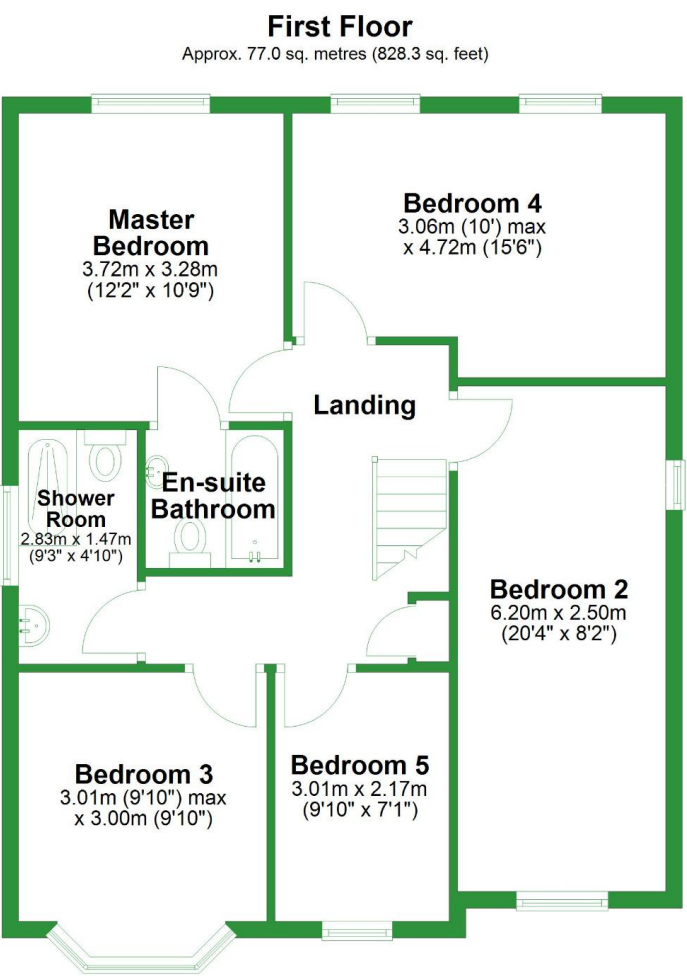 First Floor
Approx. 77.0 sq. metres (828.3 sq. feet)
Master
Bedroom
3.72m x 3.28m
(12'2" x 10'9")
Bedroom 4
3.06m (10') max
x 4.72m (15'6")
Landing
En-suite
Bathroom
Shower
Room
2.83m x 1.47m
(9'3" x 4'10")
Bedroom 2
6.20m x 2.50m
(20'4" x 8'2")
Bedroom 3
3.01m (9'10") max
x 3.00m (9'10")
Bedroom 5
3.01m x 2.17m
(9'10" x 7'1")